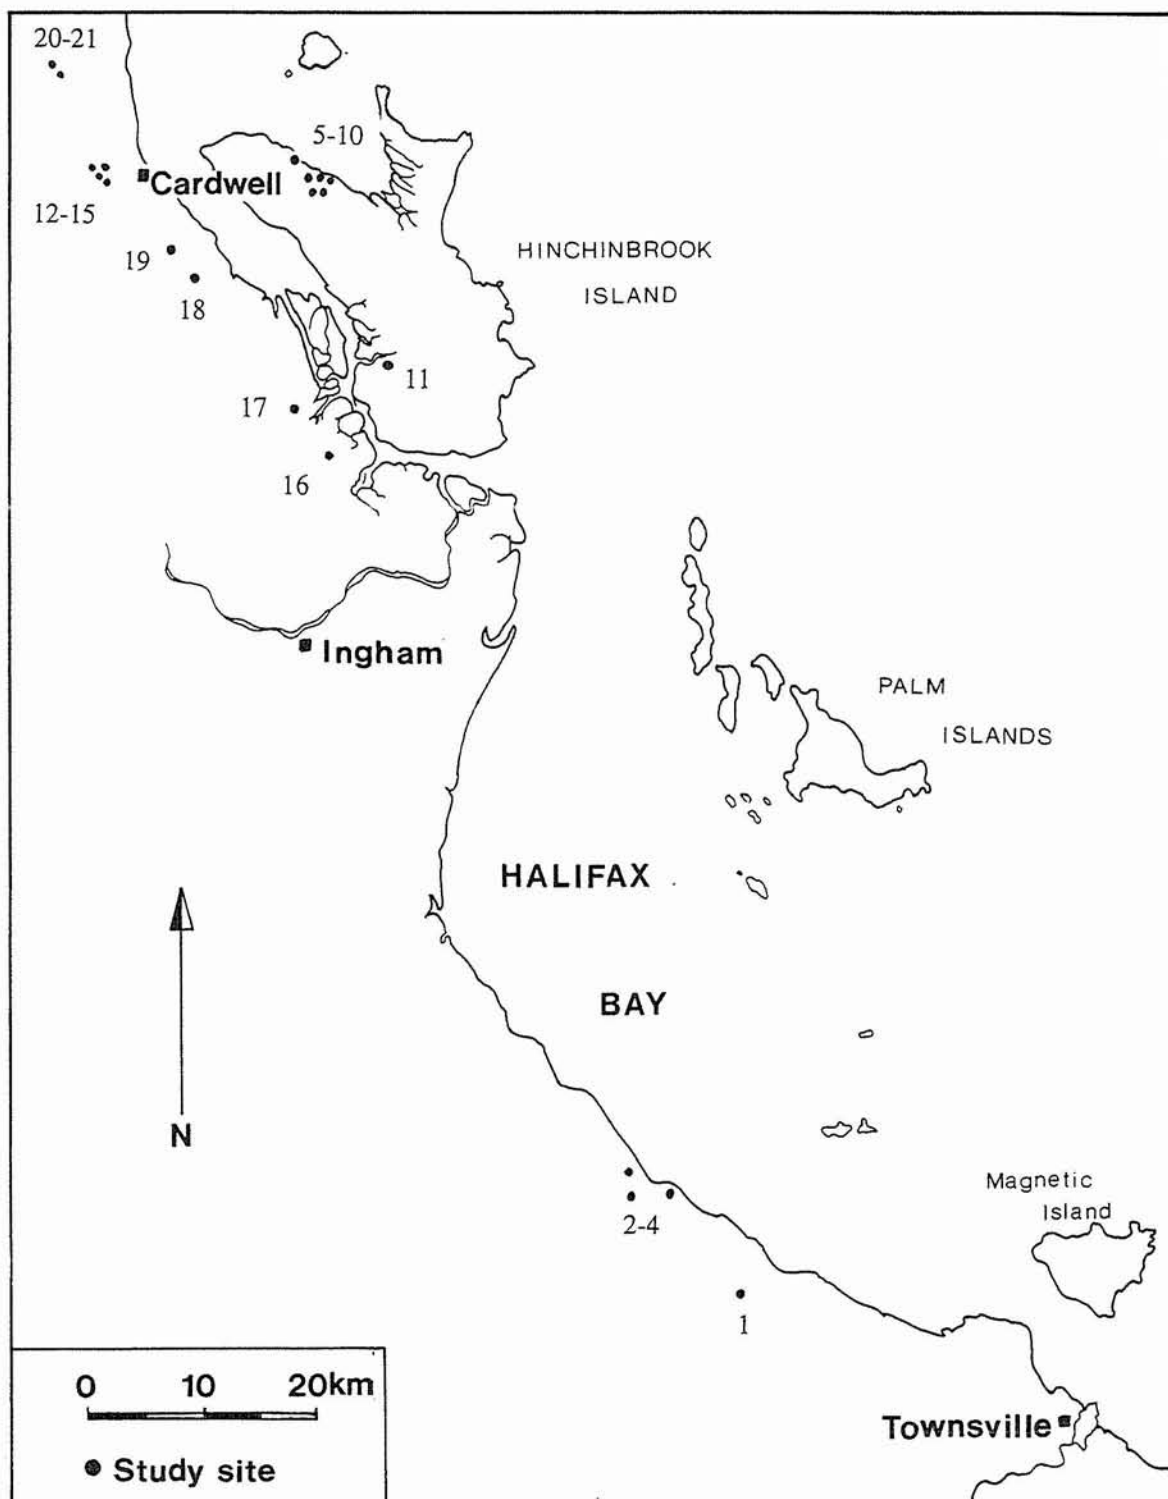 20-21
5-10
Cardwell
12-15
19
18
HINCHINBROOK
ISLAND
11
17
16
Ingham
PALM
ISLANDS
HALIFAX
BAY
N
Magnetic
Island
2-4
1
0 10 20km
Study site
Townsville